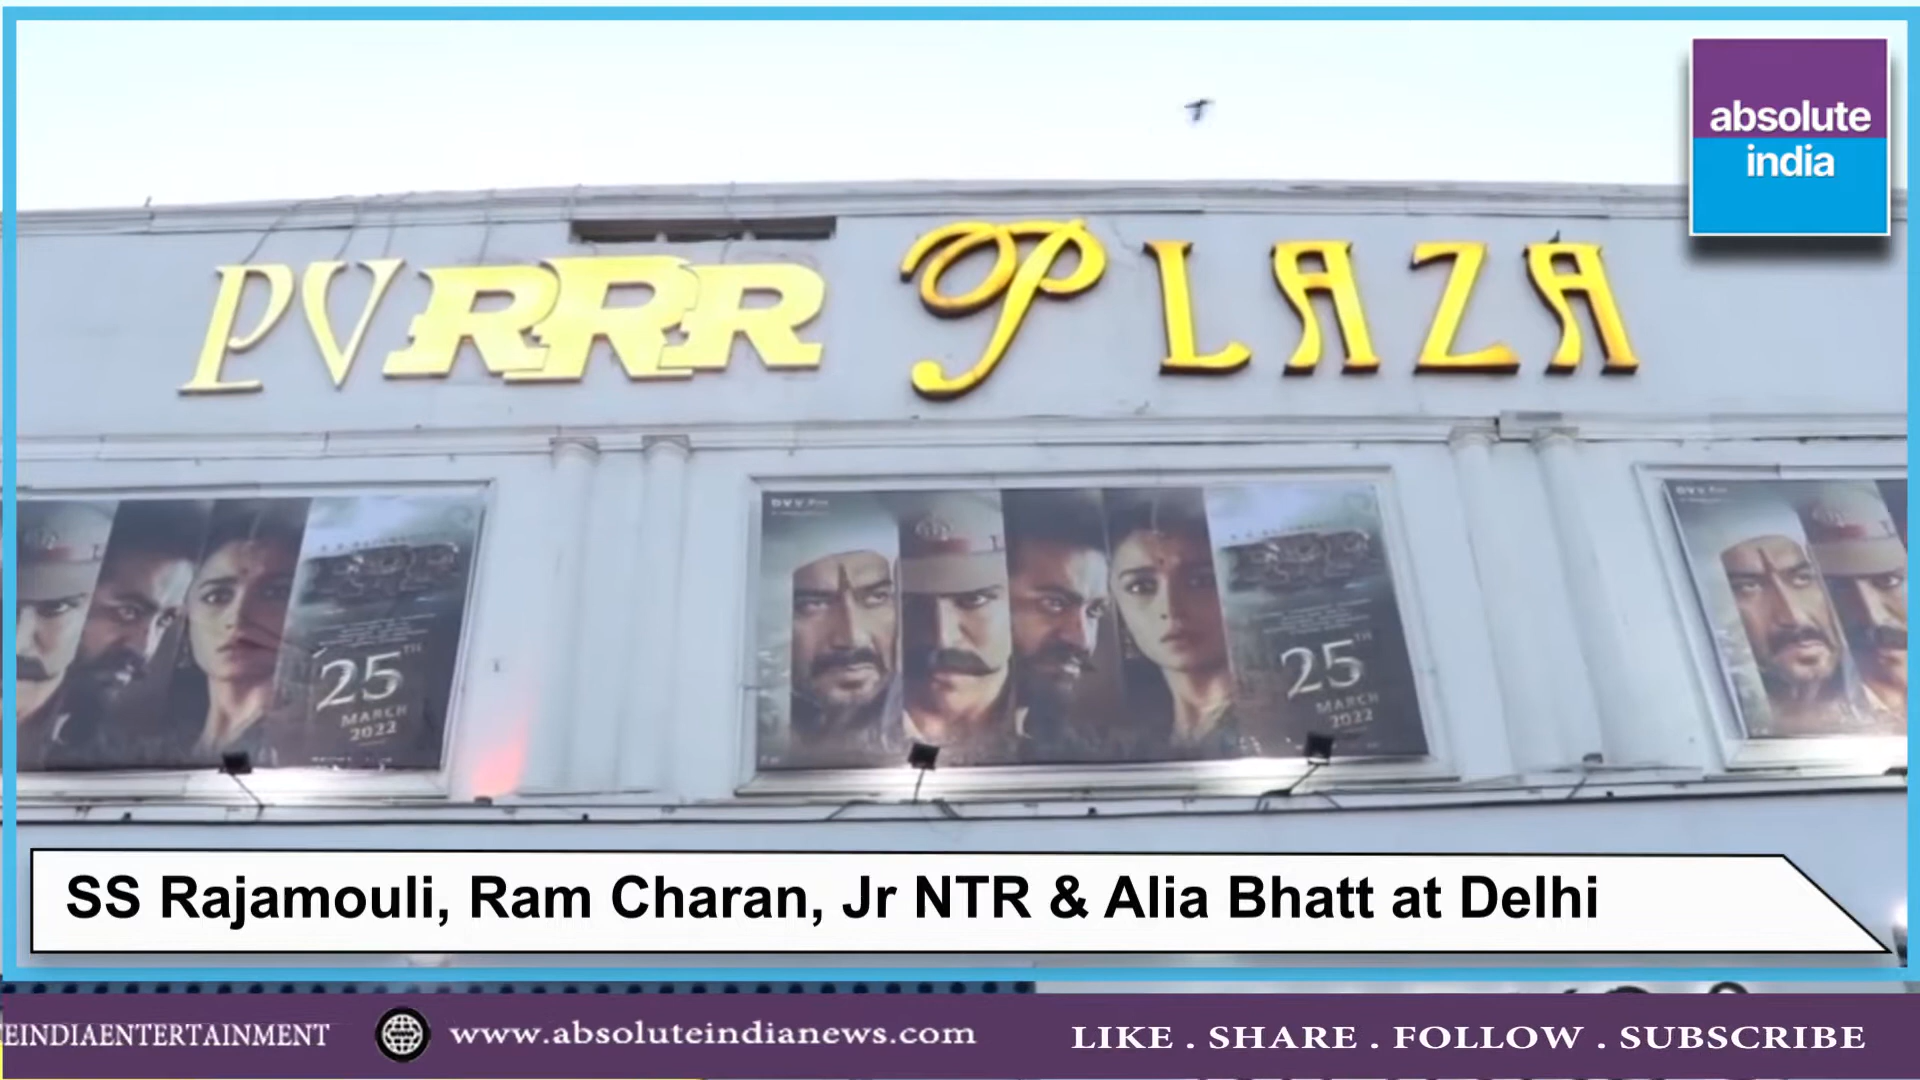 absolute
india
PVRRR PLAZA
25TH
MARCH
2022
25TH
MARCH
2022
SS Rajamouli, Ram Charan, Jr NTR & Alia Bhatt at Delhi
EINDIAENTERTAINMENT
www.absoluteindianews.com
LIKE . SHARE . FOLLOW . SUBSCRIBE